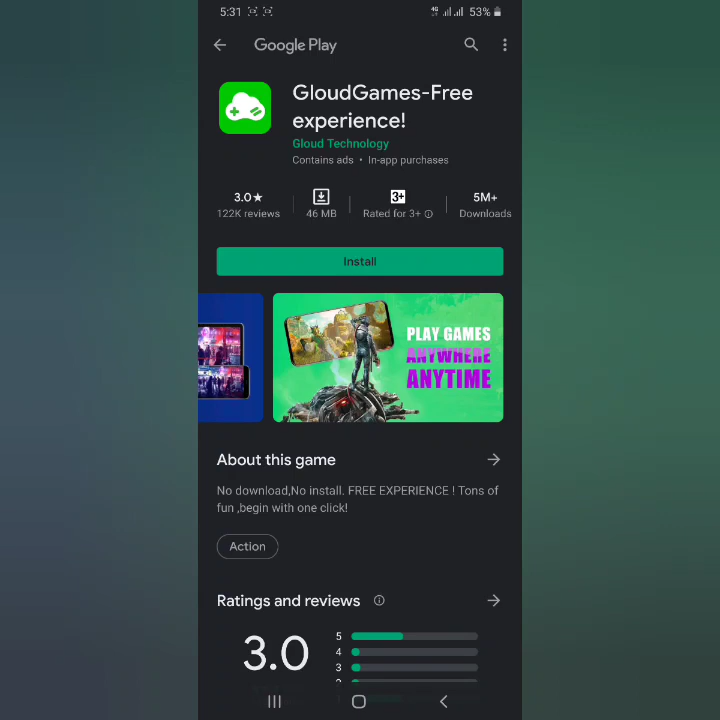 5:31
4G
53%
Google Play
GloudGames-Free
experience!
Gloud Technology
Contains ads • In-app purchases
3.0★
3+
5M+
122K reviews
46 MB
Rated for 3+
Downloads
Install
PLAY GAMES
ANYWHERE
ANYTIME
About this game
No download,No install. FREE EXPERIENCE ! Tons of
fun ,begin with one click!
Action
Ratings and reviews
3.0
5
4
3